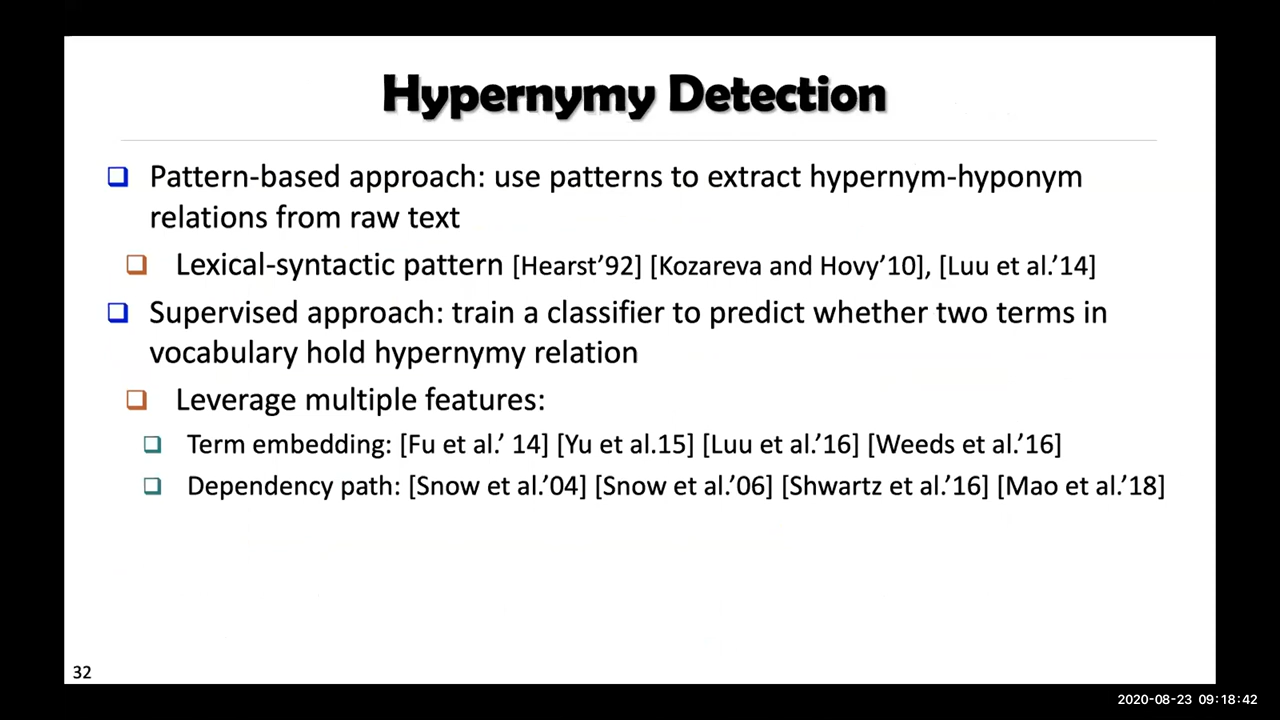 Hypernymy Detection
Pattern-based approach: use patterns to extract hypernym-hyponym
relations from raw text
Lexical-syntactic pattern [Hearst’92] [Kozareva and Hovy’10], [Luu et al.’14]
Supervised approach: train a classifier to predict whether two terms in
vocabulary hold hypernymy relation
Leverage multiple features:
Term embedding: [Fu et al.’ 14] [Yu et al.15] [Luu et al.’16] [Weeds et al.’16]
Dependency path: [Snow et al.’04] [Snow et al.’06] [Shwartz et al.’16] [Mao et al.’18]
32
2020-08-23 09:18:42